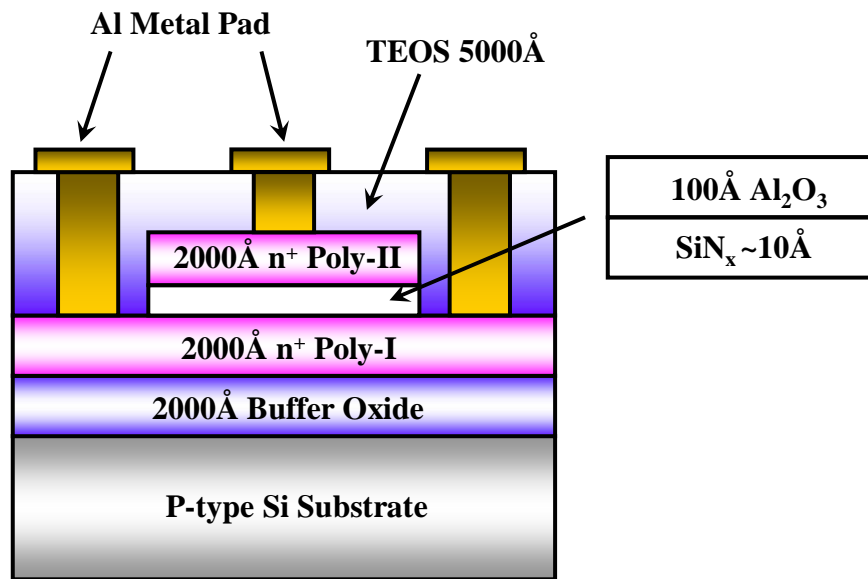 Al Metal Pad
TEOS 5000Å
100Å Al₂O₃
SiNₓ ~10Å
2000Å n⁺ Poly-II
2000Å n⁺ Poly-I
2000Å Buffer Oxide
P-type Si Substrate